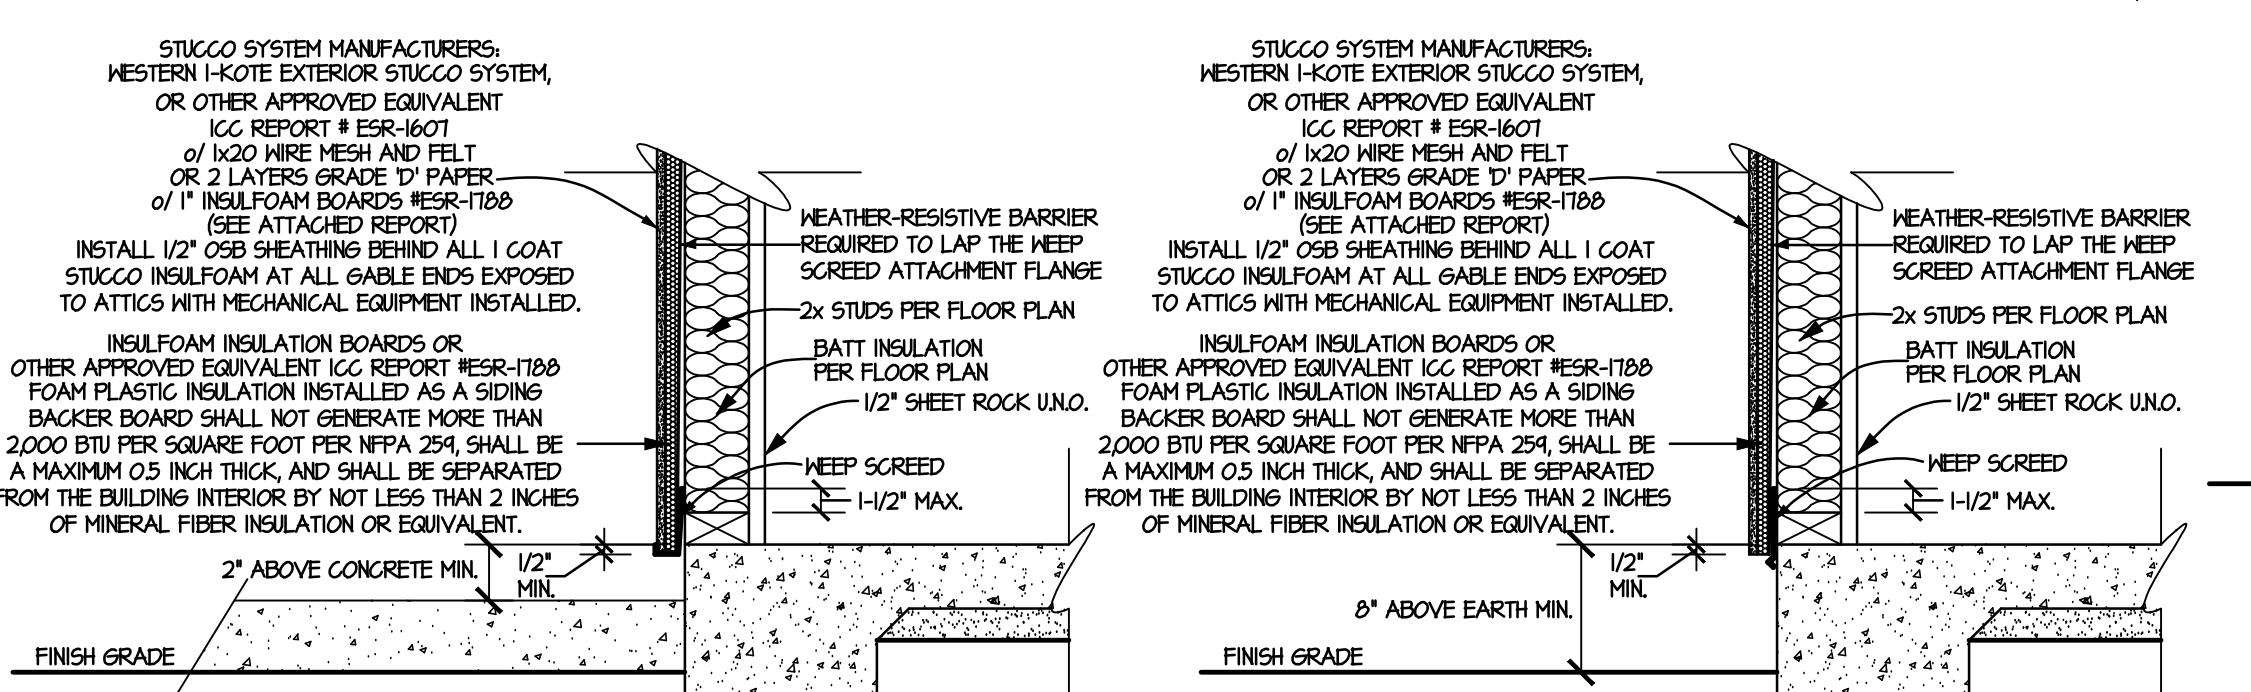 STUCCO SYSTEM MANUFACTURERS:
WESTERN 1-KOTE EXTERIOR STUCCO SYSTEM,
OR OTHER APPROVED EQUIVALENT
ICC REPORT # ESR-1607
o/ 1x20 WIRE MESH AND FELT
OR 2 LAYERS GRADE 'D' PAPER
o/ 1" INSULFOAM BOARDS #ESR-1788
(SEE ATTACHED REPORT)
INSTALL 1/2" OSB SHEATHING BEHIND ALL 1 COAT
STUCCO INSULFOAM AT ALL GABLE ENDS EXPOSED
TO ATTICS WITH MECHANICAL EQUIPMENT INSTALLED.
INSULFOAM INSULATION BOARDS OR
OTHER APPROVED EQUIVALENT ICC REPORT #ESR-1788
FOAM PLASTIC INSULATION INSTALLED AS A SIDING
BACKER BOARD SHALL NOT GENERATE MORE THAN
2,000 BTU PER SQUARE FOOT PER NFPA 259, SHALL BE
A MAXIMUM 0.5 INCH THICK, AND SHALL BE SEPARATED
FROM THE BUILDING INTERIOR BY NOT LESS THAN 2 INCHES
OF MINERAL FIBER INSULATION OR EQUIVALENT.
2" ABOVE CONCRETE MIN.
1/2"
MIN.
FINISH GRADE
WEATHER-RESISTIVE BARRIER
REQUIRED TO LAP THE WEEP
SCREED ATTACHMENT FLANGE
2x STUDS PER FLOOR PLAN
BATT INSULATION
PER FLOOR PLAN
1/2" SHEET ROCK U.N.O.
WEEP SCREED
1-1/2" MAX.
STUCCO SYSTEM MANUFACTURERS:
WESTERN 1-KOTE EXTERIOR STUCCO SYSTEM,
OR OTHER APPROVED EQUIVALENT
ICC REPORT # ESR-1607
o/ 1x20 WIRE MESH AND FELT
OR 2 LAYERS GRADE 'D' PAPER
o/ 1" INSULFOAM BOARDS #ESR-1788
(SEE ATTACHED REPORT)
INSTALL 1/2" OSB SHEATHING BEHIND ALL 1 COAT
STUCCO INSULFOAM AT ALL GABLE ENDS EXPOSED
TO ATTICS WITH MECHANICAL EQUIPMENT INSTALLED.
INSULFOAM INSULATION BOARDS OR
OTHER APPROVED EQUIVALENT ICC REPORT #ESR-1788
FOAM PLASTIC INSULATION INSTALLED AS A SIDING
BACKER BOARD SHALL NOT GENERATE MORE THAN
2,000 BTU PER SQUARE FOOT PER NFPA 259, SHALL BE
A MAXIMUM 0.5 INCH THICK, AND SHALL BE SEPARATED
FROM THE BUILDING INTERIOR BY NOT LESS THAN 2 INCHES
OF MINERAL FIBER INSULATION OR EQUIVALENT.
1/2"
MIN.
8" ABOVE EARTH MIN.
FINISH GRADE
WEATHER-RESISTIVE BARRIER
REQUIRED TO LAP THE WEEP
SCREED ATTACHMENT FLANGE
2x STUDS PER FLOOR PLAN
BATT INSULATION
PER FLOOR PLAN
1/2" SHEET ROCK U.N.O.
WEEP SCREED
1-1/2" MAX.